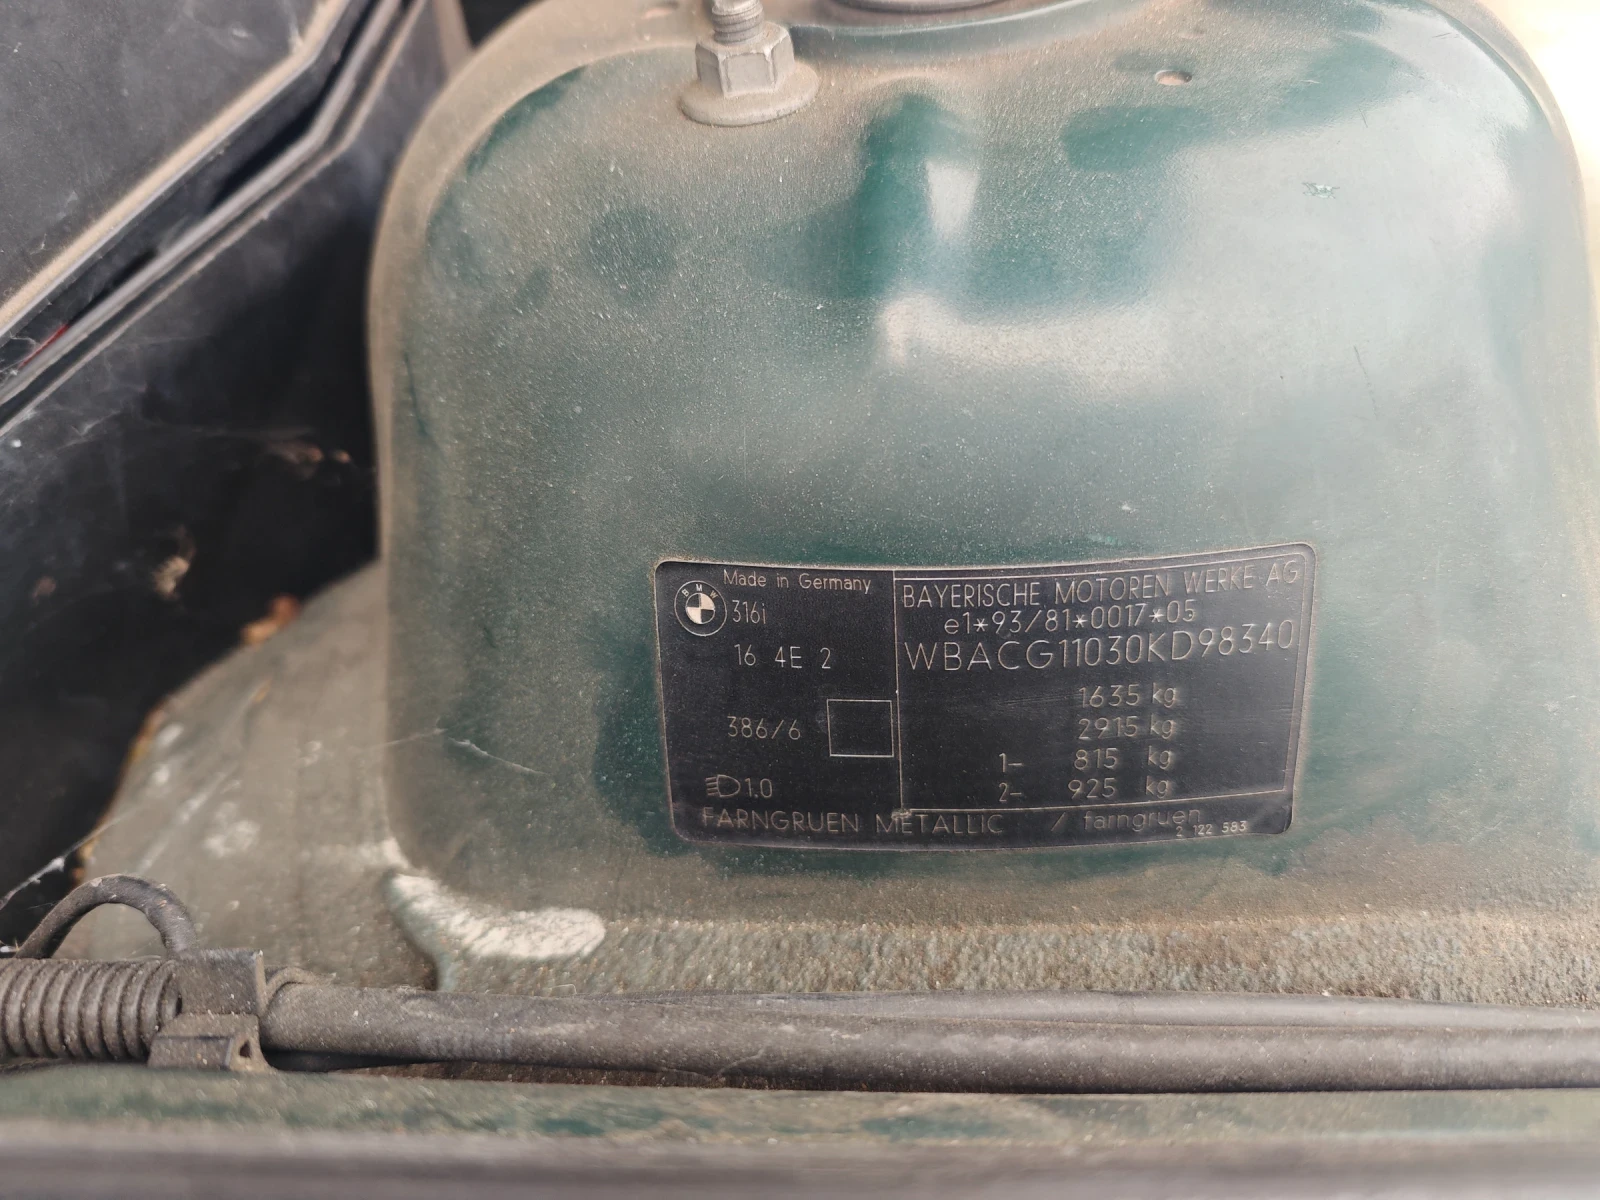 Made in Germany
BMW
316i
16 4E 2
386/6
1.0
BAYERISCHE MOTOREN WERKE AG
e1*93/81*0017*05
WBACG11030KD98340
1635 kg
2915 kg
1– 815 kg
2– 925 kg
FARNGRUEN METALLIC / farngruen
2 122 583